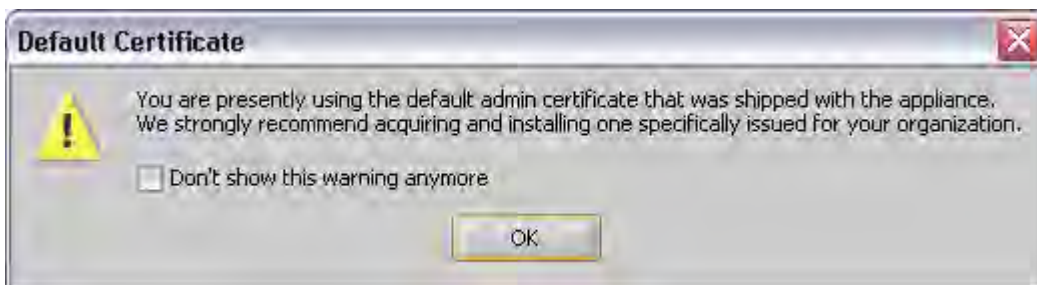 Default Certificate
You are presently using the default admin certificate that was shipped with the appliance.
We strongly recommend acquiring and installing one specifically issued for your organization.
Don't show this warning anymore
OK